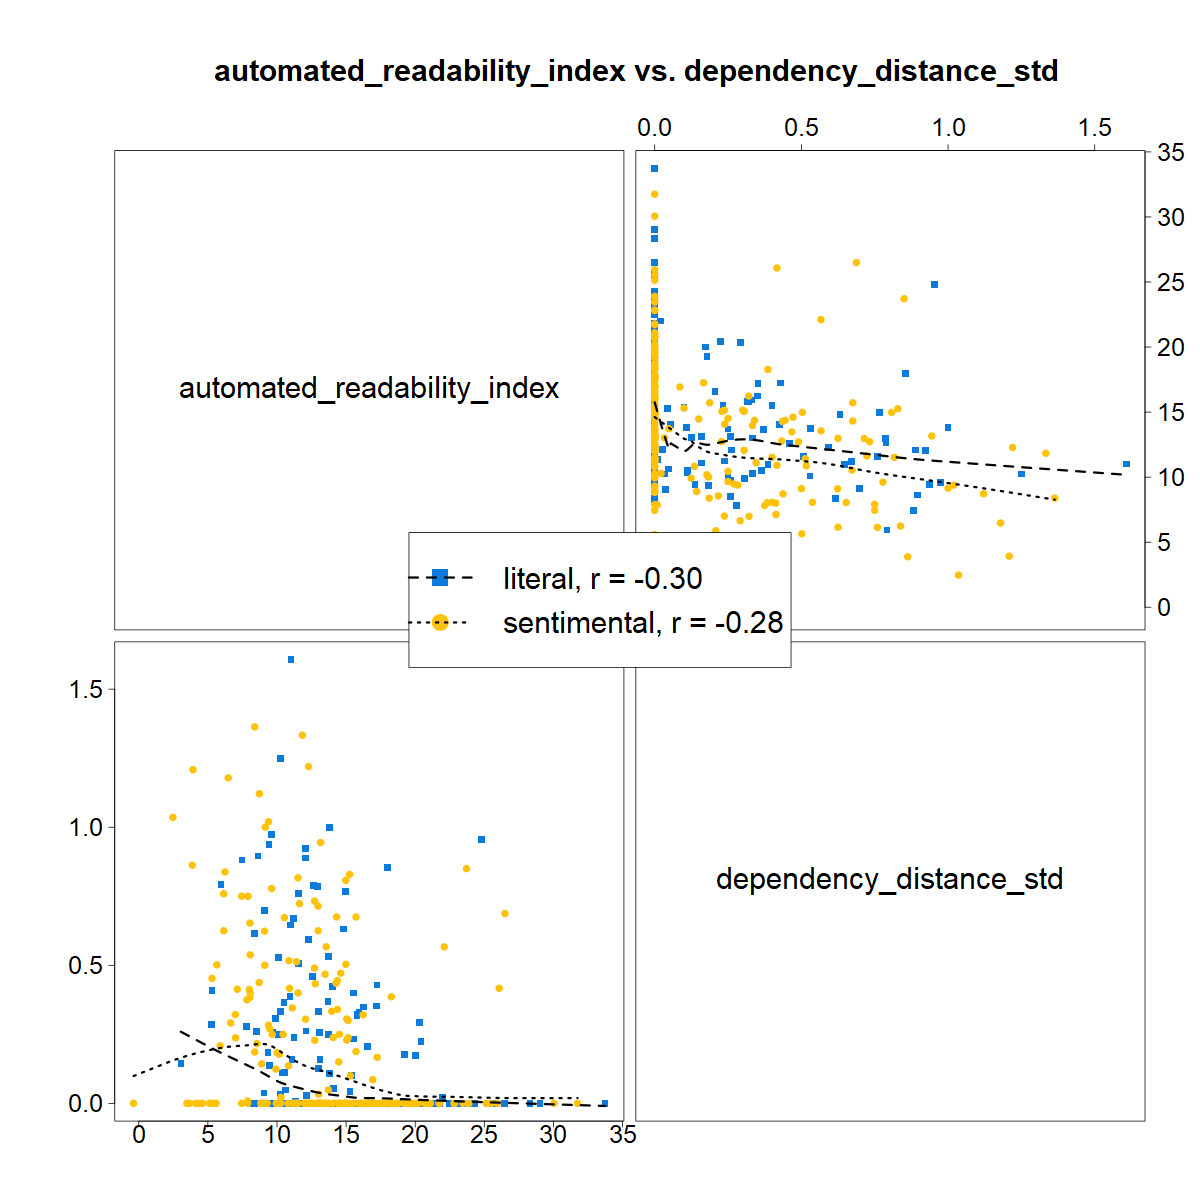 automated_readability_index vs. dependency_distance_std
0.0 0.5 1.0 1.5
automated_readability_index
35
30
25
20
15
10
5
0
literal, r = -0.30
sentimental, r = -0.28
1.5
1.0
0.5
0.0
dependency_distance_std
0 5 10 15 20 25 30 35